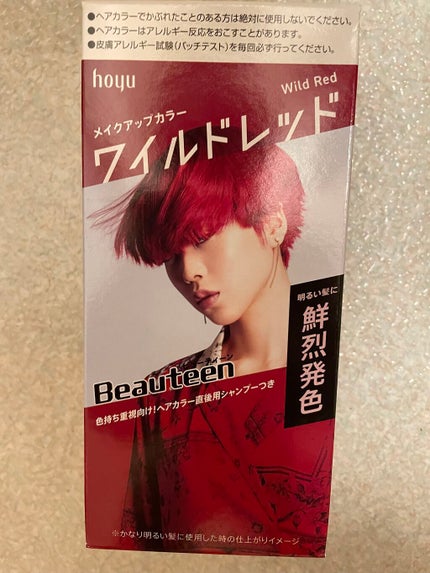 ●ヘアカラーでかぶれたことのある方は絶対に使用しないでください。
●ヘアカラーはアレルギー反応をおこすことがあります。
●皮膚アレルギー試験(パッチテスト)を毎回必ず行ってください。
hoyu
Wild Red
メイクアップカラー
ワイルドレッド
明るい髪に
鮮烈発色
ビューティーン
Beauteen
色持ち重視向け!ヘアカラー直後用シャンプーつき
※かなり明るい髪に使用した時の仕上がりイメージ